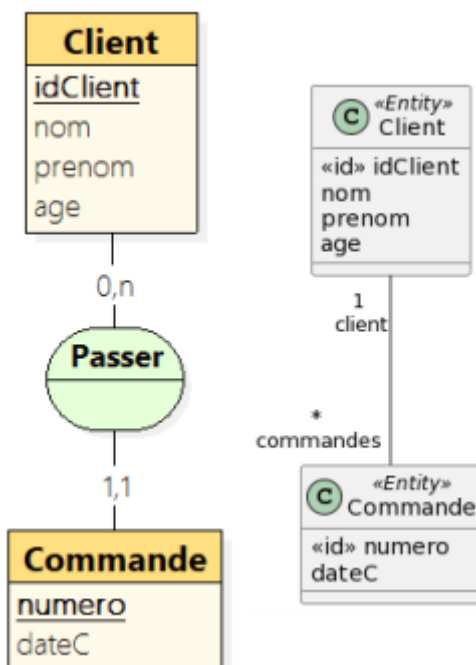 Client
idClient
nom
prenom
age
0,n
Passer
1,1
Commande
numero
dateC
C «Entity»
Client
«id» idClient
nom
prenom
age
1
client
*
commandes
C «Entity»
Commande
«id» numero
dateC